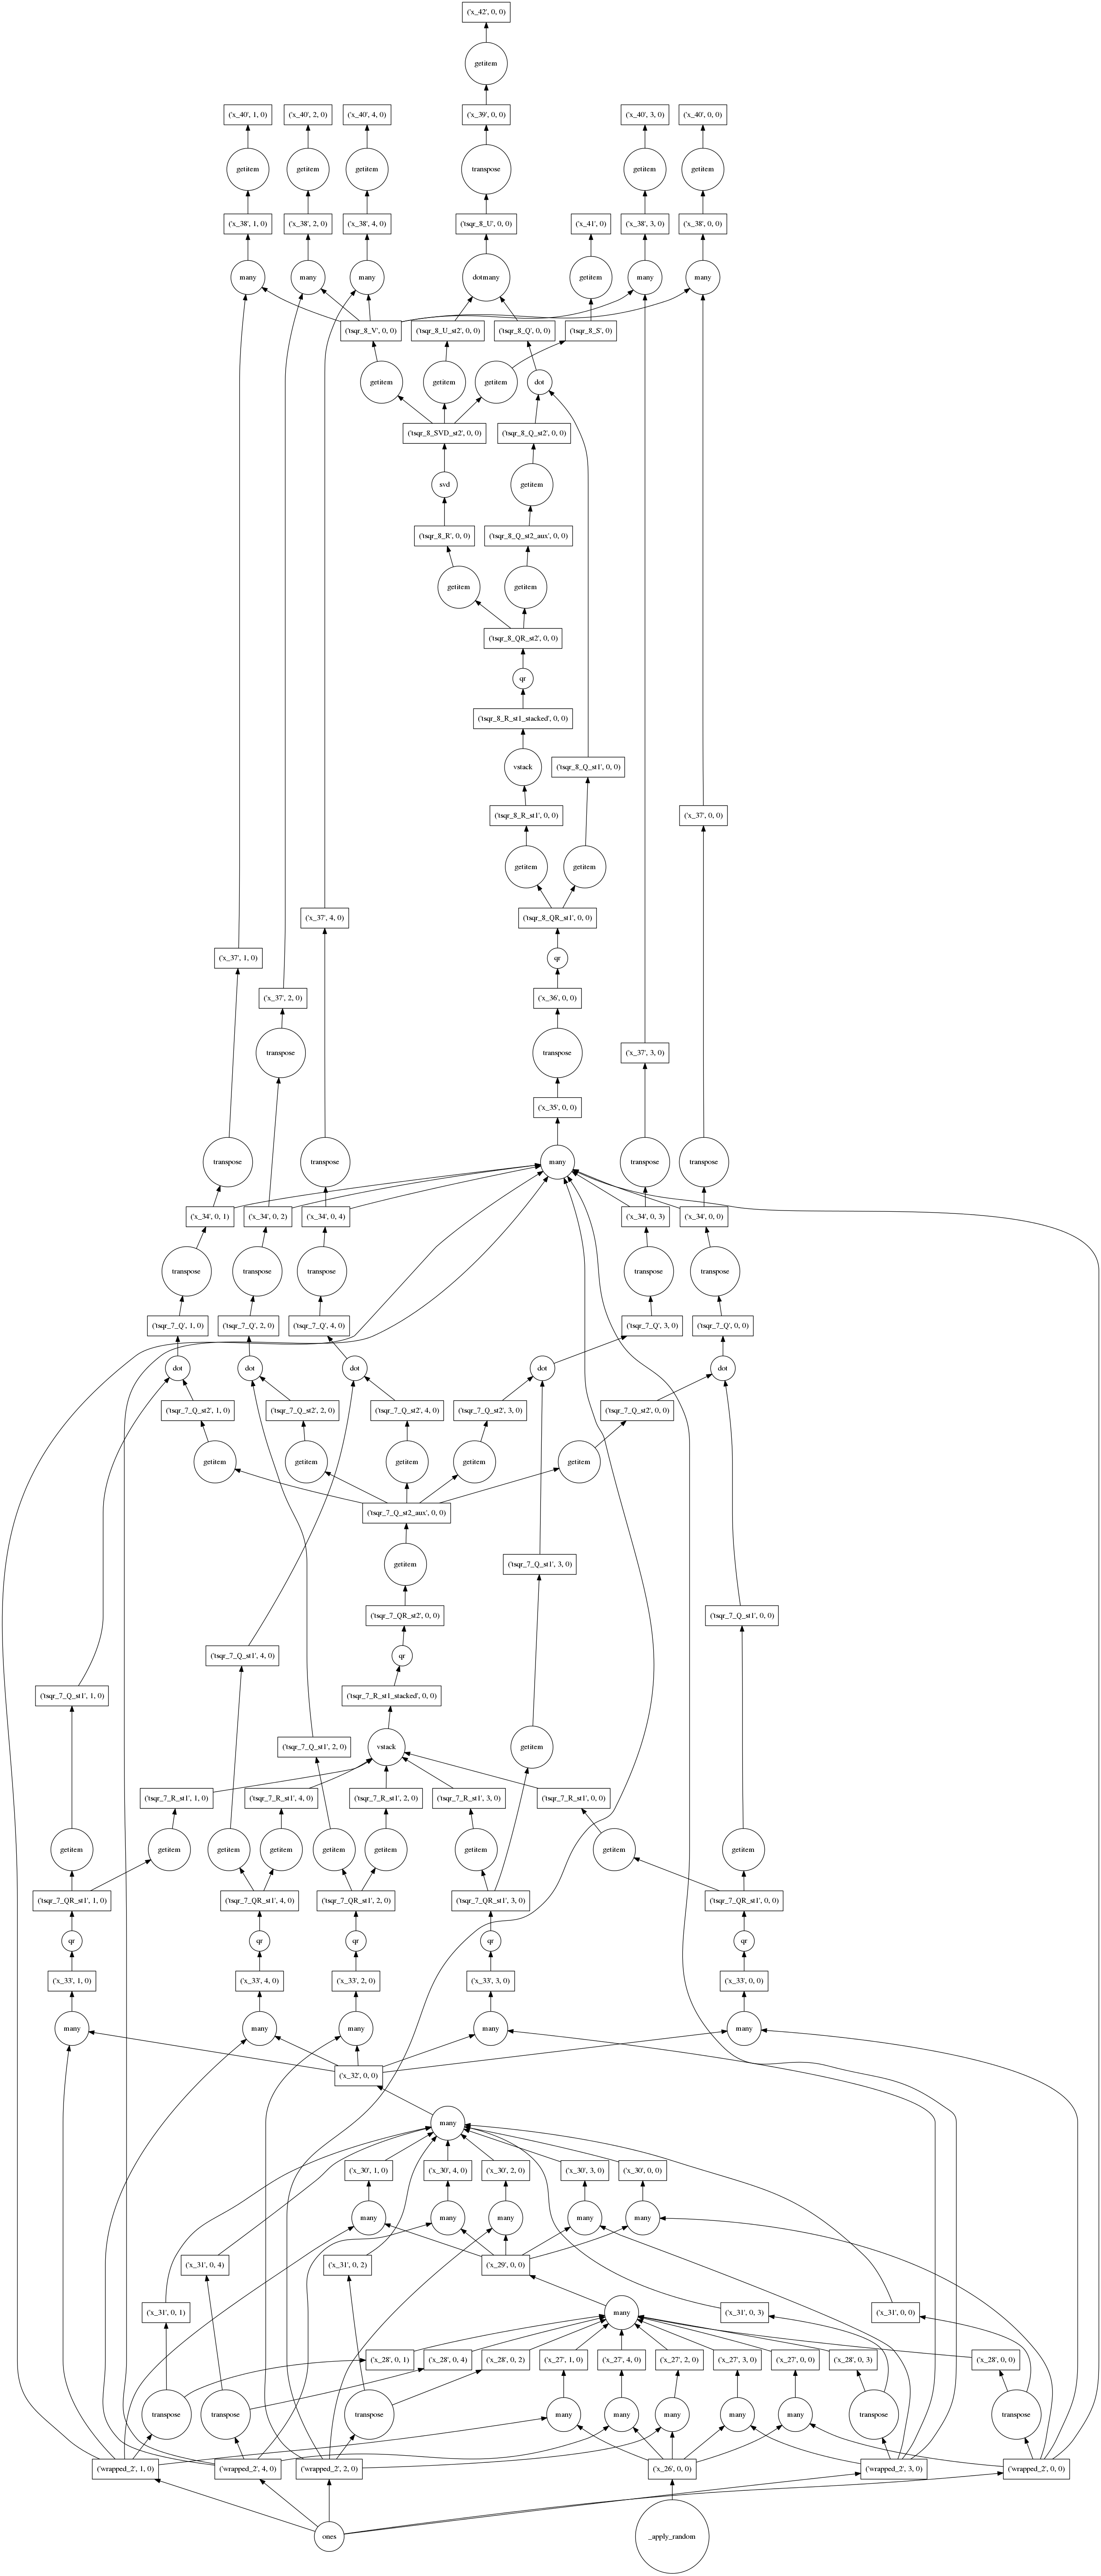 ('x_42', 0, 0)
getitem
('x_40', 1, 0)
('x_40', 2, 0)
('x_40', 4, 0)
('x_39', 0, 0)
('x_40', 3, 0)
('x_40', 0, 0)
getitem
getitem
getitem
transpose
getitem
getitem
('x_38', 1, 0)
('x_38', 2, 0)
('x_38', 4, 0)
('tsqr_8_U', 0, 0)
('x_41', 0)
('x_38', 3, 0)
('x_38', 0, 0)
many
many
many
dotmany
getitem
many
many
('tsqr_8_V', 0, 0)
('tsqr_8_U_st2', 0, 0)
('tsqr_8_Q', 0, 0)
('tsqr_8_S', 0)
getitem
getitem
getitem
dot
('tsqr_8_SVD_st2', 0, 0)
('tsqr_8_Q_st2', 0, 0)
svd
getitem
('tsqr_8_R', 0, 0)
('tsqr_8_Q_st2_aux', 0, 0)
getitem
getitem
('tsqr_8_QR_st2', 0, 0)
qr
('tsqr_8_R_st1_stacked', 0, 0)
vstack
('tsqr_8_Q_st1', 0, 0)
('tsqr_8_R_st1', 0, 0)
('x_37', 0, 0)
getitem
getitem
('x_37', 4, 0)
('tsqr_8_QR_st1', 0, 0)
('x_37', 1, 0)
qr
('x_37', 2, 0)
('x_36', 0, 0)
transpose
transpose
('x_37', 3, 0)
('x_35', 0, 0)
transpose
transpose
many
transpose
transpose
('x_34', 0, 1)
('x_34', 0, 2)
('x_34', 0, 4)
('x_34', 0, 3)
('x_34', 0, 0)
transpose
transpose
transpose
transpose
transpose
('tsqr_7_Q', 1, 0)
('tsqr_7_Q', 2, 0)
('tsqr_7_Q', 4, 0)
('tsqr_7_Q', 3, 0)
('tsqr_7_Q', 0, 0)
dot
dot
dot
dot
dot
('tsqr_7_Q_st2', 1, 0)
('tsqr_7_Q_st2', 2, 0)
('tsqr_7_Q_st2', 4, 0)
('tsqr_7_Q_st2', 3, 0)
('tsqr_7_Q_st2', 0, 0)
getitem
getitem
getitem
getitem
getitem
('tsqr_7_Q_st2_aux', 0, 0)
getitem
('tsqr_7_Q_st1', 3, 0)
('tsqr_7_QR_st2', 0, 0)
('tsqr_7_Q_st1', 0, 0)
('tsqr_7_Q_st1', 4, 0)
qr
('tsqr_7_Q_st1', 1, 0)
('tsqr_7_R_st1_stacked', 0, 0)
('tsqr_7_Q_st1', 2, 0)
vstack
getitem
('tsqr_7_R_st1', 1, 0)
('tsqr_7_R_st1', 4, 0)
('tsqr_7_R_st1', 2, 0)
('tsqr_7_R_st1', 3, 0)
('tsqr_7_R_st1', 0, 0)
getitem
getitem
getitem
getitem
getitem
getitem
getitem
getitem
getitem
('tsqr_7_QR_st1', 1, 0)
('tsqr_7_QR_st1', 4, 0)
('tsqr_7_QR_st1', 2, 0)
('tsqr_7_QR_st1', 3, 0)
('tsqr_7_QR_st1', 0, 0)
qr
qr
qr
qr
qr
('x_33', 1, 0)
('x_33', 4, 0)
('x_33', 2, 0)
('x_33', 3, 0)
('x_33', 0, 0)
many
many
many
many
many
('x_32', 0, 0)
many
('x_30', 1, 0)
('x_30', 4, 0)
('x_30', 2, 0)
('x_30', 3, 0)
('x_30', 0, 0)
many
many
many
many
many
('x_31', 0, 4)
('x_31', 0, 2)
('x_29', 0, 0)
('x_31', 0, 1)
many
('x_31', 0, 3)
('x_31', 0, 0)
('x_28', 0, 1)
('x_28', 0, 4)
('x_28', 0, 2)
('x_27', 1, 0)
('x_27', 4, 0)
('x_27', 2, 0)
('x_27', 3, 0)
('x_27', 0, 0)
('x_28', 0, 3)
('x_28', 0, 0)
transpose
transpose
transpose
many
many
many
many
many
transpose
transpose
('wrapped_2', 1, 0)
('wrapped_2', 4, 0)
('wrapped_2', 2, 0)
('x_26', 0, 0)
('wrapped_2', 3, 0)
('wrapped_2', 0, 0)
ones
_apply_random